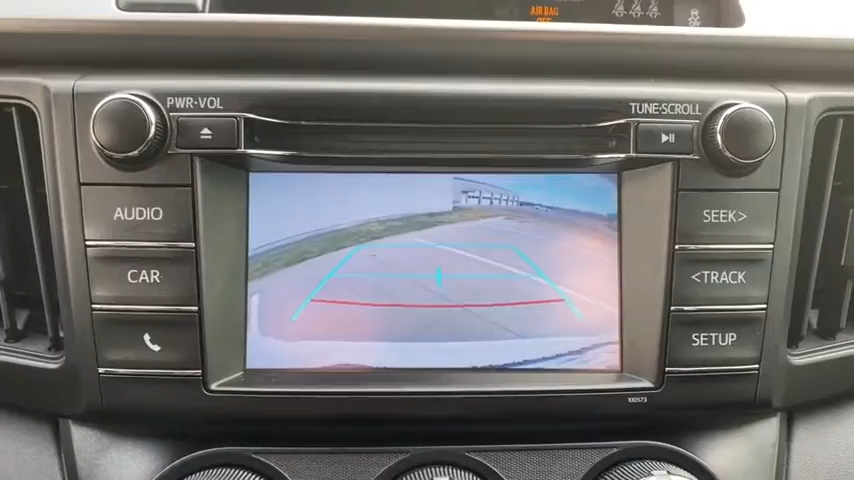 AIR BAG
OFF
PWR•VOL
TUNE•SCROLL
AUDIO
SEEK>
CAR
<TRACK
SETUP
100573